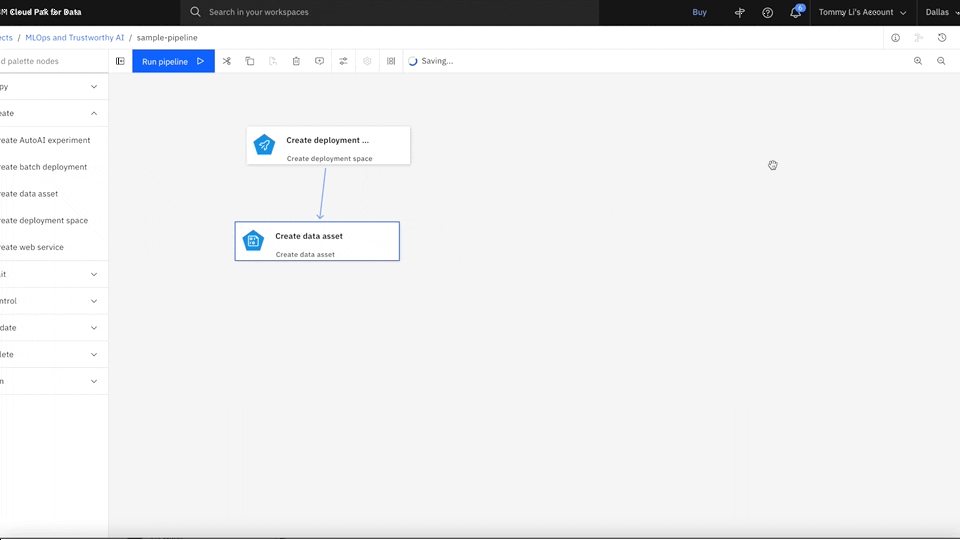 M Cloud Pak for Data
Search in your workspaces
Buy
6
Tommy Li's Account
Dallas
ects / MLOps and Trustworthy AI / sample-pipeline
d palette nodes
Run pipeline
Saving...
py
eate
reate AutoAI experiment
reate batch deployment
reate data asset
reate deployment space
reate web service
it
ntrol
date
lete
n
Create deployment ...
Create deployment space
Create data asset
Create data asset